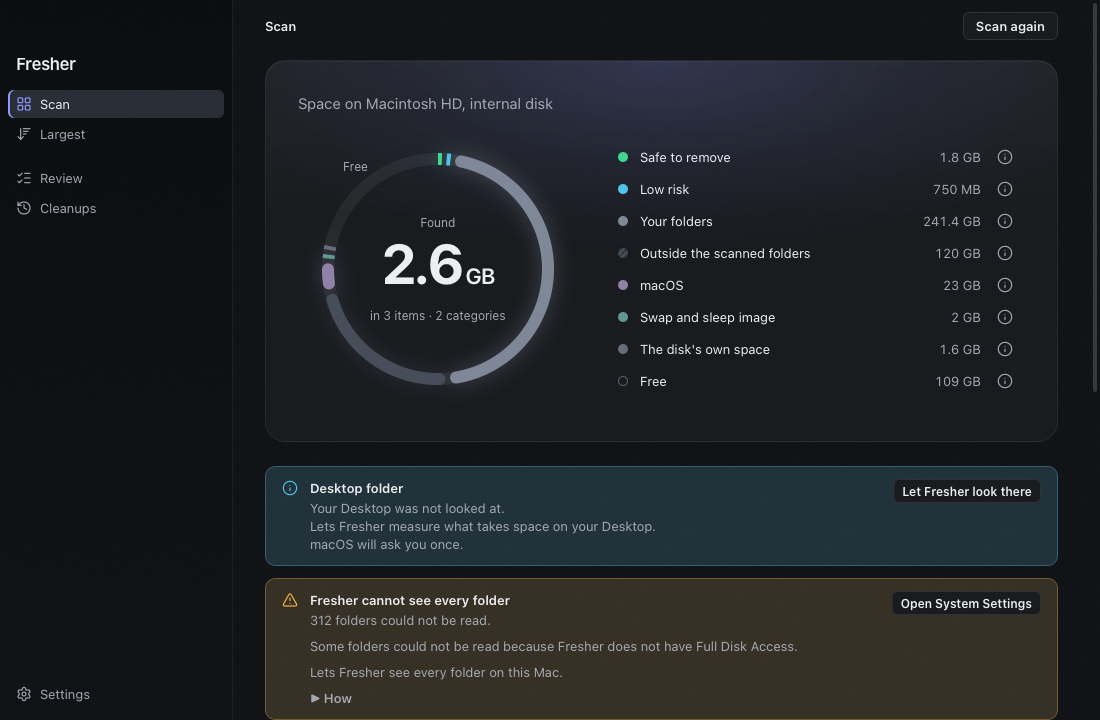 Fresher
Scan
Largest
Review
Cleanups
Settings
Scan
Scan again
Space on Macintosh HD, internal disk
Free
Found
2.6 GB
in 3 items · 2 categories
Safe to remove 1.8 GB
Low risk 750 MB
Your folders 241.4 GB
Outside the scanned folders 120 GB
macOS 23 GB
Swap and sleep image 2 GB
The disk's own space 1.6 GB
Free 109 GB
Desktop folder
Your Desktop was not looked at.
Lets Fresher measure what takes space on your Desktop.
macOS will ask you once.
Let Fresher look there
Fresher cannot see every folder
312 folders could not be read.
Some folders could not be read because Fresher does not have Full Disk Access.
Lets Fresher see every folder on this Mac.
How
Open System Settings